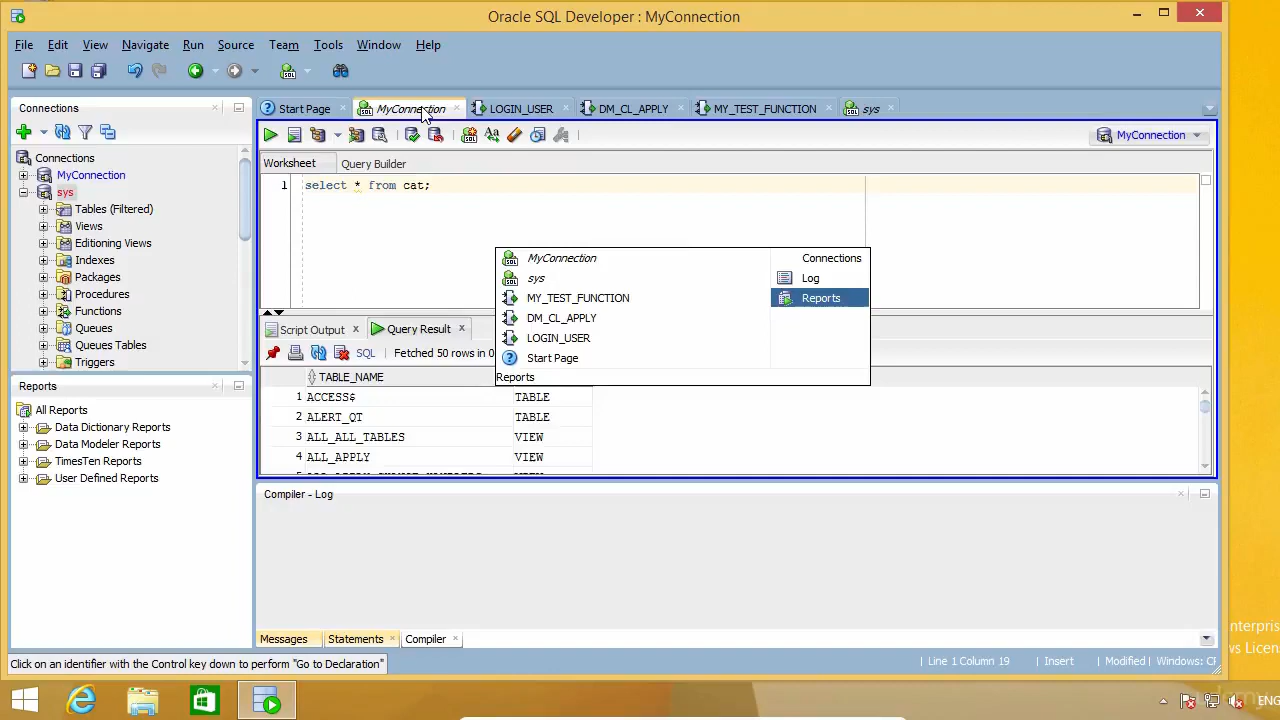 Oracle SQL Developer : MyConnection
File Edit View Navigate Run Source Team Tools Window Help
Connections
Start Page
MyConnection
LOGIN_USER
DM_CL_APPLY
MY_TEST_FUNCTION
sys
MyConnection
Connections
MyConnection
sys
Tables (Filtered)
Views
Editioning Views
Indexes
Packages
Procedures
Functions
Queues
Queues Tables
Triggers
Worksheet
Query Builder
1 select * from cat;
MyConnection
sys
MY_TEST_FUNCTION
DM_CL_APPLY
LOGIN_USER
Start Page
Connections
Log
Reports
Reports
Script Output
Query Result
SQL
Fetched 50 rows in 0
TABLE_NAME
1 ACCESS$ TABLE
2 ALERT_QT TABLE
3 ALL_ALL_TABLES VIEW
4 ALL_APPLY VIEW
Reports
All Reports
Data Dictionary Reports
Data Modeler Reports
TimesTen Reports
User Defined Reports
Compiler - Log
Messages
Statements
Compiler
Click on an identifier with the Control key down to perform "Go to Declaration"
Line 1 Column 19
Insert
Modified
Windows: CF
nterpris
ws Licen
ENG